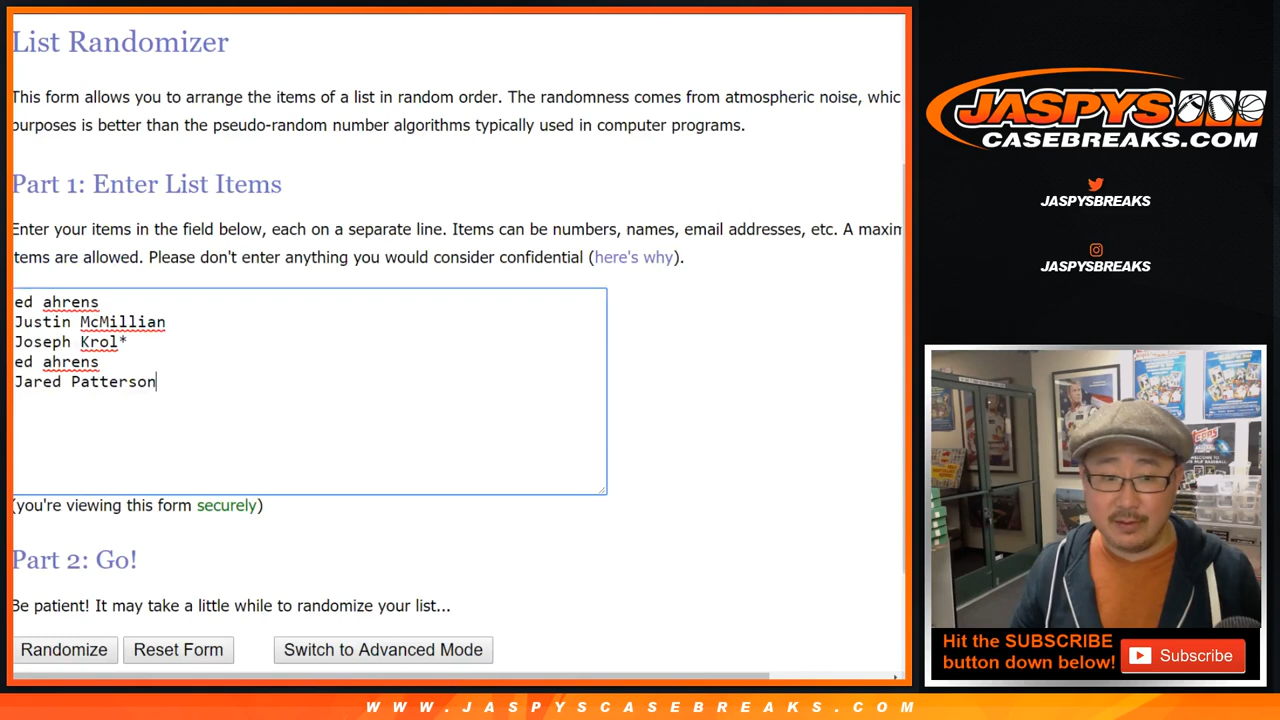 List Randomizer
This form allows you to arrange the items of a list in random order. The randomness comes from atmospheric noise, whic
purposes is better than the pseudo-random number algorithms typically used in computer programs.
Part 1: Enter List Items
Enter your items in the field below, each on a separate line. Items can be numbers, names, email addresses, etc. A maxim
tems are allowed. Please don't enter anything you would consider confidential (here's why).
ed ahrens
Justin McMillian
Joseph Krol*
ed ahrens
Jared Patterson
(you're viewing this form securely)
Part 2: Go!
Be patient! It may take a little while to randomize your list...
Randomize
Reset Form
Switch to Advanced Mode
JASPYS
CASEBREAKS.COM
JASPYSBREAKS
JASPYSBREAKS
topps
Hit the SUBSCRIBE
button down below!
Subscribe
WWW.JASPYSCASEBREAKS.COM